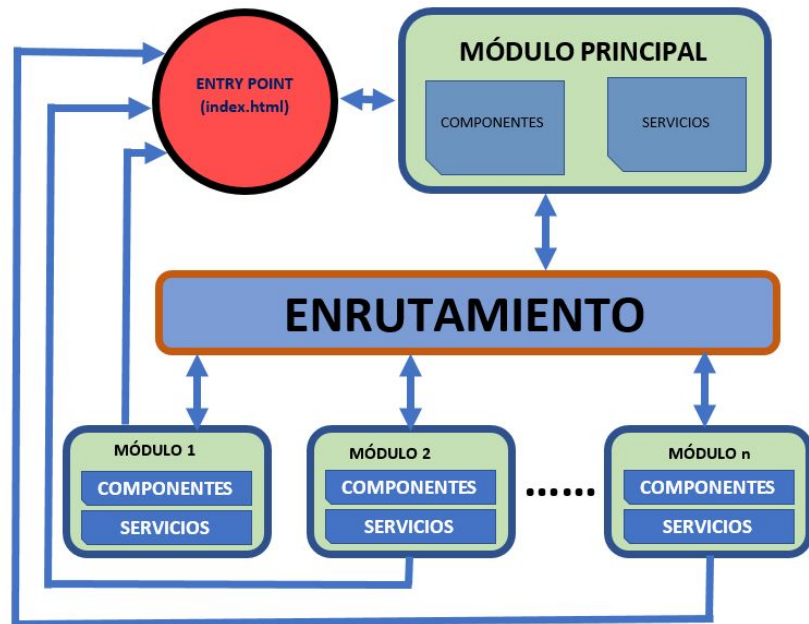 ENTRY POINT
(index.html)
MÓDULO PRINCIPAL
COMPONENTES
SERVICIOS
ENRUTAMIENTO
MÓDULO 1
COMPONENTES
SERVICIOS
MÓDULO 2
COMPONENTES
SERVICIOS
......
MÓDULO n
COMPONENTES
SERVICIOS